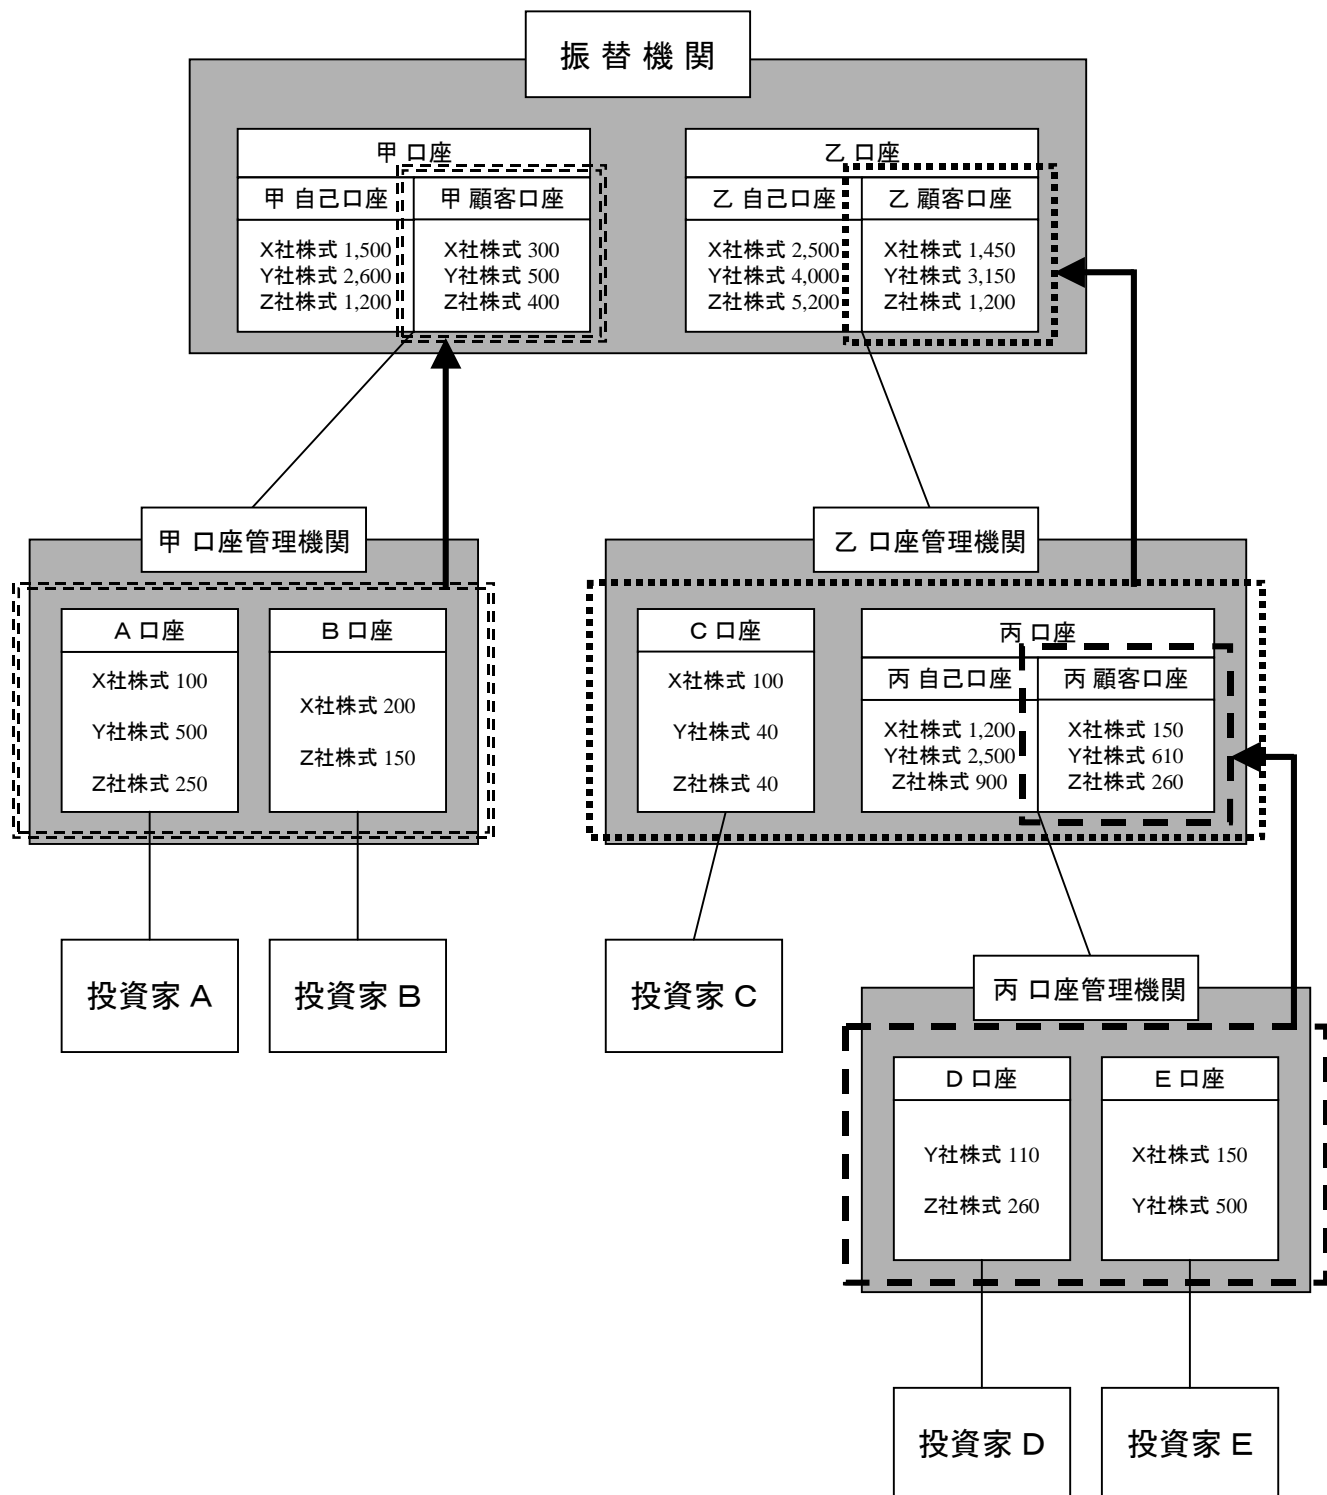 振替機関
甲 口座
甲 自己口座
甲 顧客口座
X社株式 1,500
Y社株式 2,600
Z社株式 1,200
X社株式 300
Y社株式 500
Z社株式 400
乙 口座
乙 自己口座
乙 顧客口座
X社株式 2,500
Y社株式 4,000
Z社株式 5,200
X社株式 1,450
Y社株式 3,150
Z社株式 1,200
甲 口座管理機関
A 口座
X社株式 100
Y社株式 500
Z社株式 250
B 口座
X社株式 200
Z社株式 150
乙 口座管理機関
C 口座
X社株式 100
Y社株式 40
Z社株式 40
丙 口座
丙 自己口座
丙 顧客口座
X社株式 1,200
Y社株式 2,500
Z社株式 900
X社株式 150
Y社株式 610
Z社株式 260
投資家 A
投資家 B
投資家 C
丙 口座管理機関
D 口座
Y社株式 110
Z社株式 260
E 口座
X社株式 150
Y社株式 500
投資家 D
投資家 E